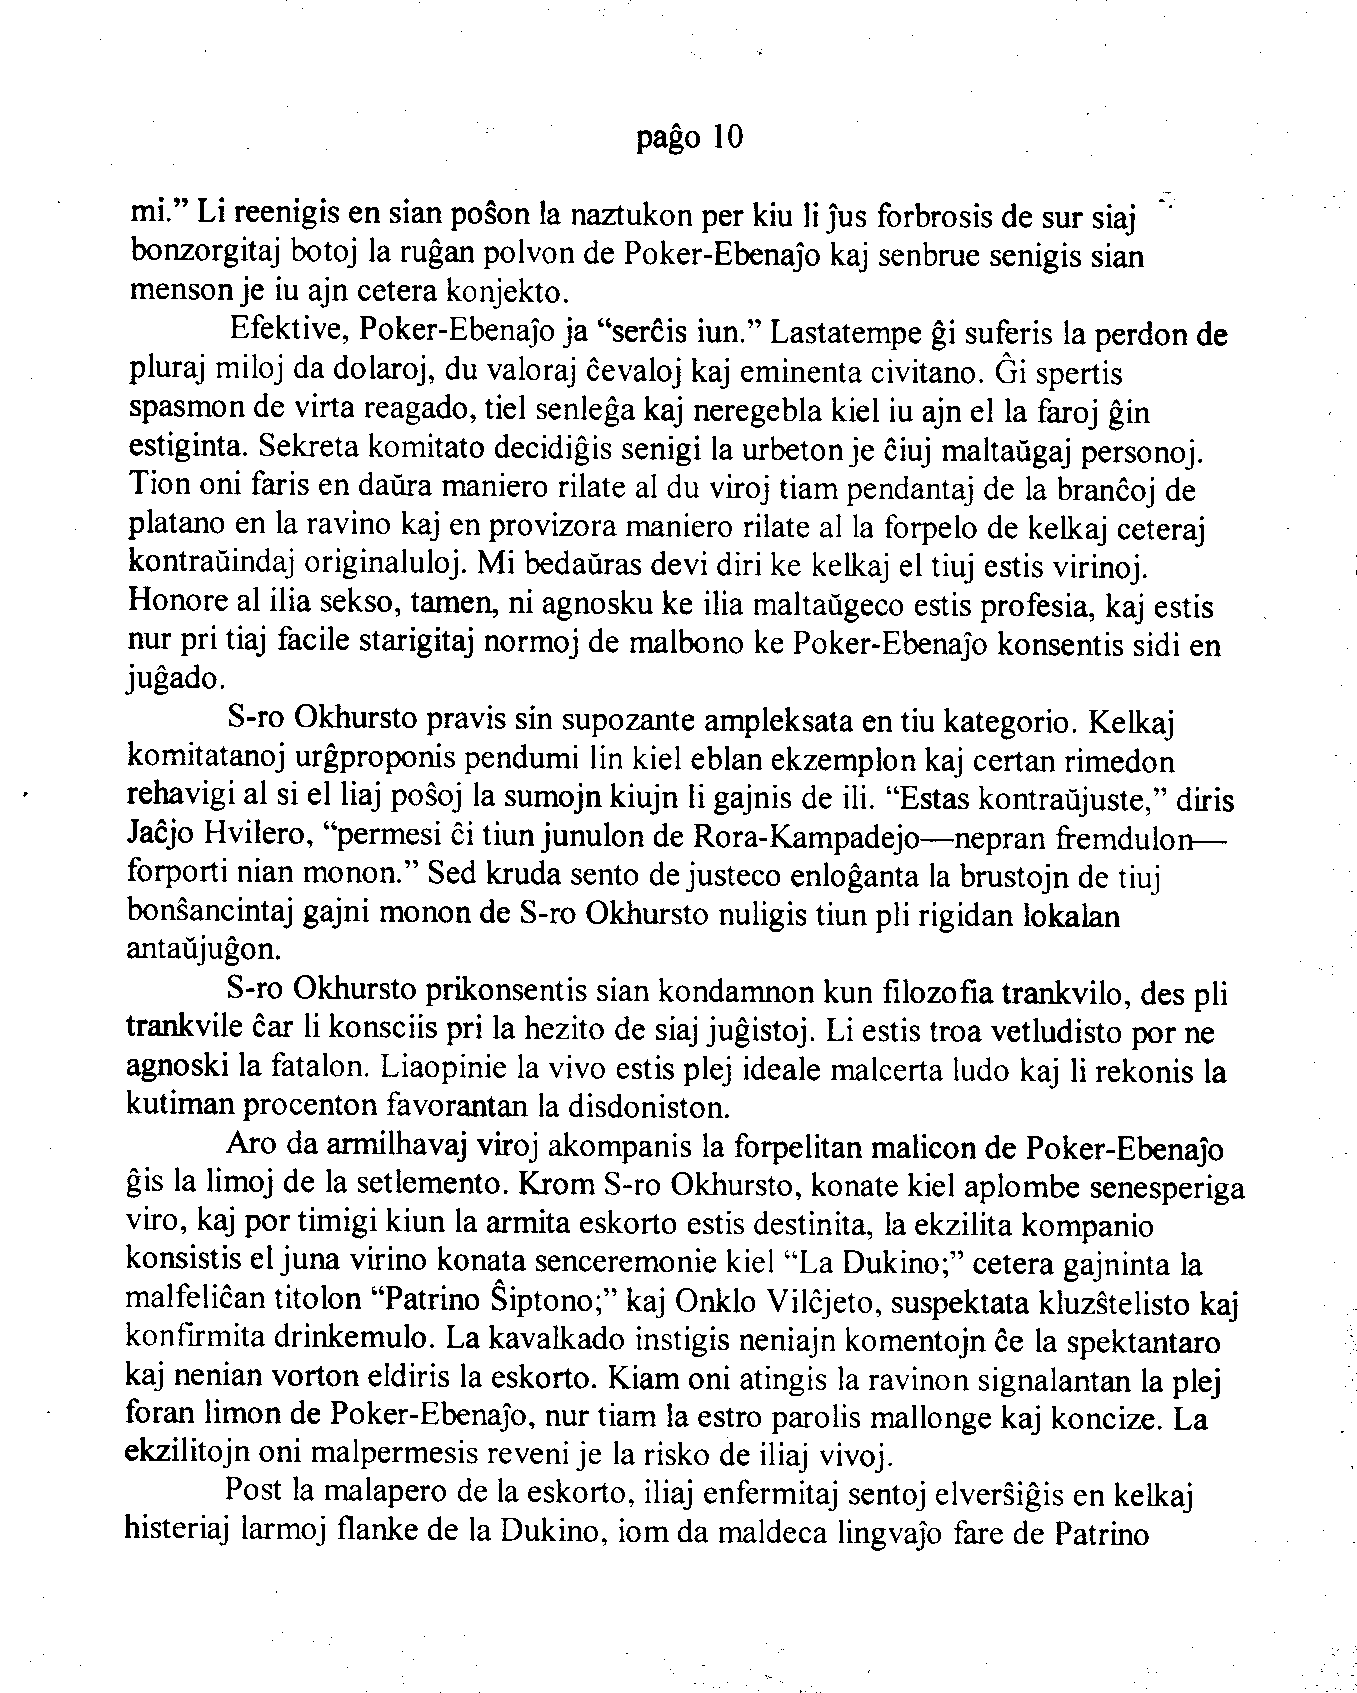 paĝo 10
mi.” Li reenigis en sian poŝon la naztukon per kiu li ĵus forbrosis de sur siaj
bonzorgitaj botoj la ruĝan polvon de Poker-Ebenaĵo kaj senbrue senigis sian
menson je iu ajn cetera konjekto.
Efektive, Poker-Ebenaĵo ja “serĉis iun.” Lastatempe ĝi suferis la perdon de
pluraj miloj da dolaroj, du valoraj ĉevaloj kaj eminenta civitano. Ĝi spertis
spasmon de virta reagado, tiel senleĝa kaj neregebla kiel iu ajn el la faroj ĝin
estiginta. Sekreta komitato decidiĝis senigi la urbeton je ĉiuj maltaŭgaj personoj.
Tion oni faris en daŭra maniero rilate al du viroj tiam pendantaj de la branĉoj de
platano en la ravino kaj en provizora maniero rilate al la forpelo de kelkaj ceteraj
kontraŭindaj originaluloj. Mi bedaŭras devi diri ke kelkaj el tiuj estis virinoj.
Honore al ilia sekso, tamen, ni agnosku ke ilia maltaŭgeco estis profesia, kaj estis
nur pri tiaj facile starigitaj normoj de malbono ke Poker-Ebenaĵo konsentis sidi en
juĝado.
S-ro Okhursto pravis sin supozante ampleksata en tiu kategorio. Kelkaj
komitatanoj urĝproponis pendumi lin kiel eblan ekzemplon kaj certan rimedon
rehavigi al si el liaj poŝoj la sumojn kiujn li gajnis de ili. “Estas kontraŭjuste,” diris
Jaĉjo Hvilero, “permesi ĉi tiun junulon de Rora-Kampadejo—nepran fremdulon—
forporti nian monon.” Sed kruda sento de justeco enloĝanta la brustojn de tiuj
bonŝancintaj gajni monon de S-ro Okhursto nuligis tiun pli rigidan lokalan
antaŭjuĝon.
S-ro Okhursto prikonsentis sian kondamnon kun filozofia trankvilo, des pli
trankvile ĉar li konsciis pri la hezito de siaj juĝistoj. Li estis troa vetludisto por ne
agnoski la fatalon. Liaopinie la vivo estis plej ideale malcerta ludo kaj li rekonis la
kutiman procenton favorantan la disdoniston.
Aro da armilhavaj viroj akompanis la forpelitan malicon de Poker-Ebenaĵo
ĝis la limoj de la setlemento. Krom S-ro Okhursto, konate kiel aplombe senesperiga
viro, kaj por timigi kiun la armita eskorto estis destinita, la ekzilita kompanio
konsistis el juna virino konata senceremonie kiel “La Dukino;” cetera gajninta la
malfeliĉan titolon “Patrino Ŝiptono;” kaj Onklo Vilĉjeto, suspektata kluzŝtelisto kaj
konfirmita drinkemulo. La kavalkado instigis neniajn komentojn ĉe la spektantaro
kaj nenian vorton eldiris la eskorto. Kiam oni atingis la ravinon signalantan la plej
foran limon de Poker-Ebenaĵo, nur tiam la estro parolis mallonge kaj koncize. La
ekzilitojn oni malpermesis reveni je la risko de iliaj vivoj.
Post la malapero de la eskorto, iliaj enfermitaj sentoj elverŝiĝis en kelkaj
histeriaj larmoj flanke de la Dukino, iom da maldeca lingvaĵo fare de Patrino